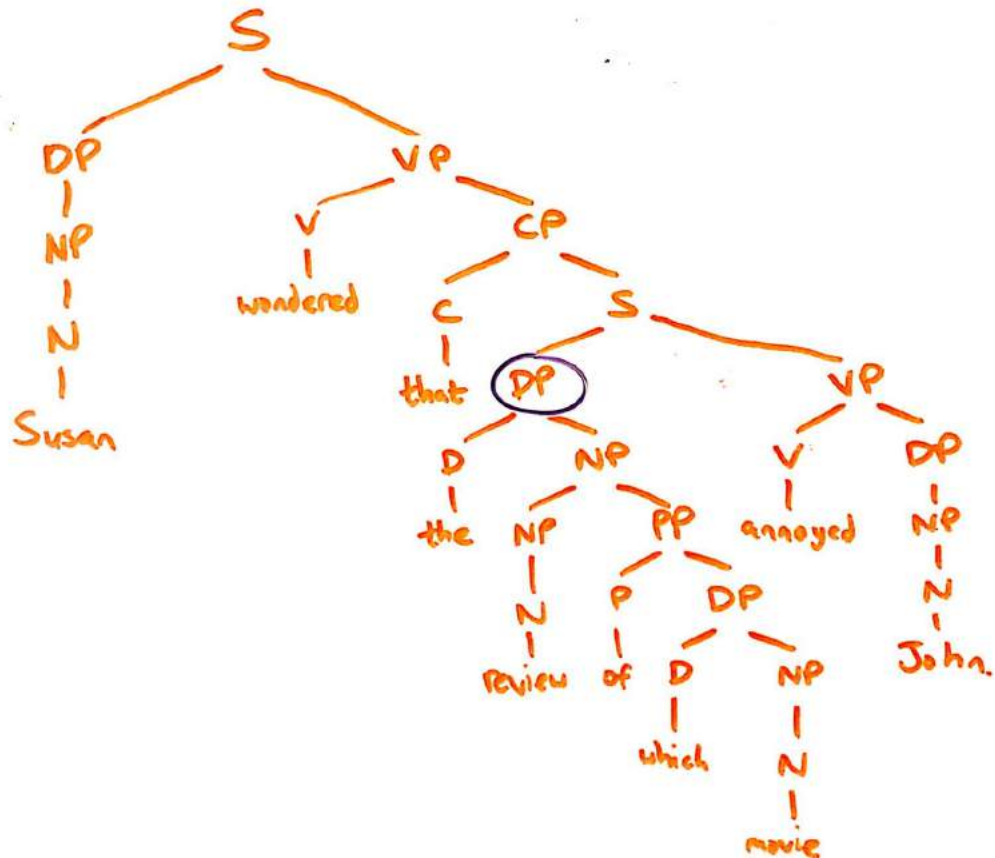 S
DP VP
NP V CP
N wondered C S
Susan that DP VP
D NP V DP
the NP PP annoyed NP
N P DP N
review of D NP John.
which N
movie